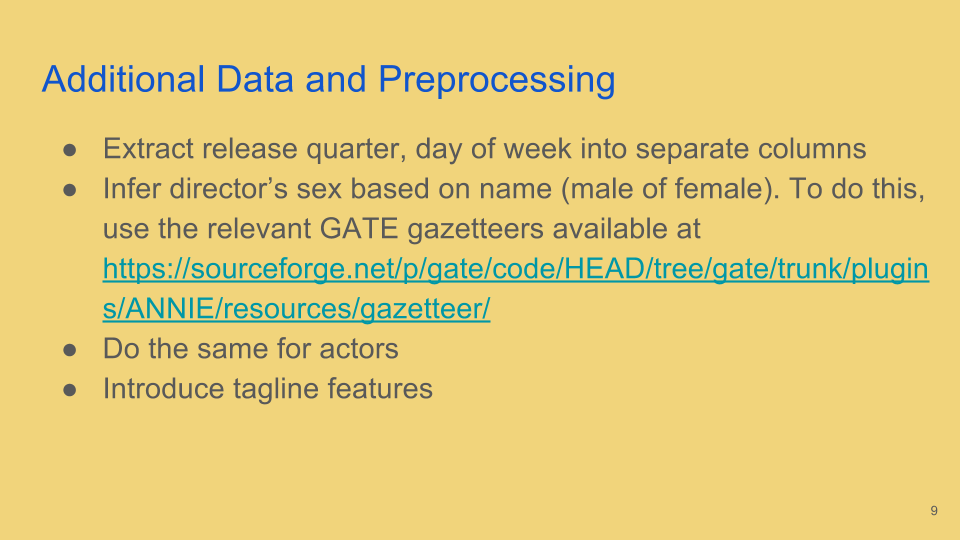 Additional Data and Preprocessing
● Extract release quarter, day of week into separate columns
● Infer director’s sex based on name (male of female). To do this,
use the relevant GATE gazetteers available at
https://sourceforge.net/p/gate/code/HEAD/tree/gate/trunk/plugin
s/ANNIE/resources/gazetteer/
● Do the same for actors
● Introduce tagline features
9